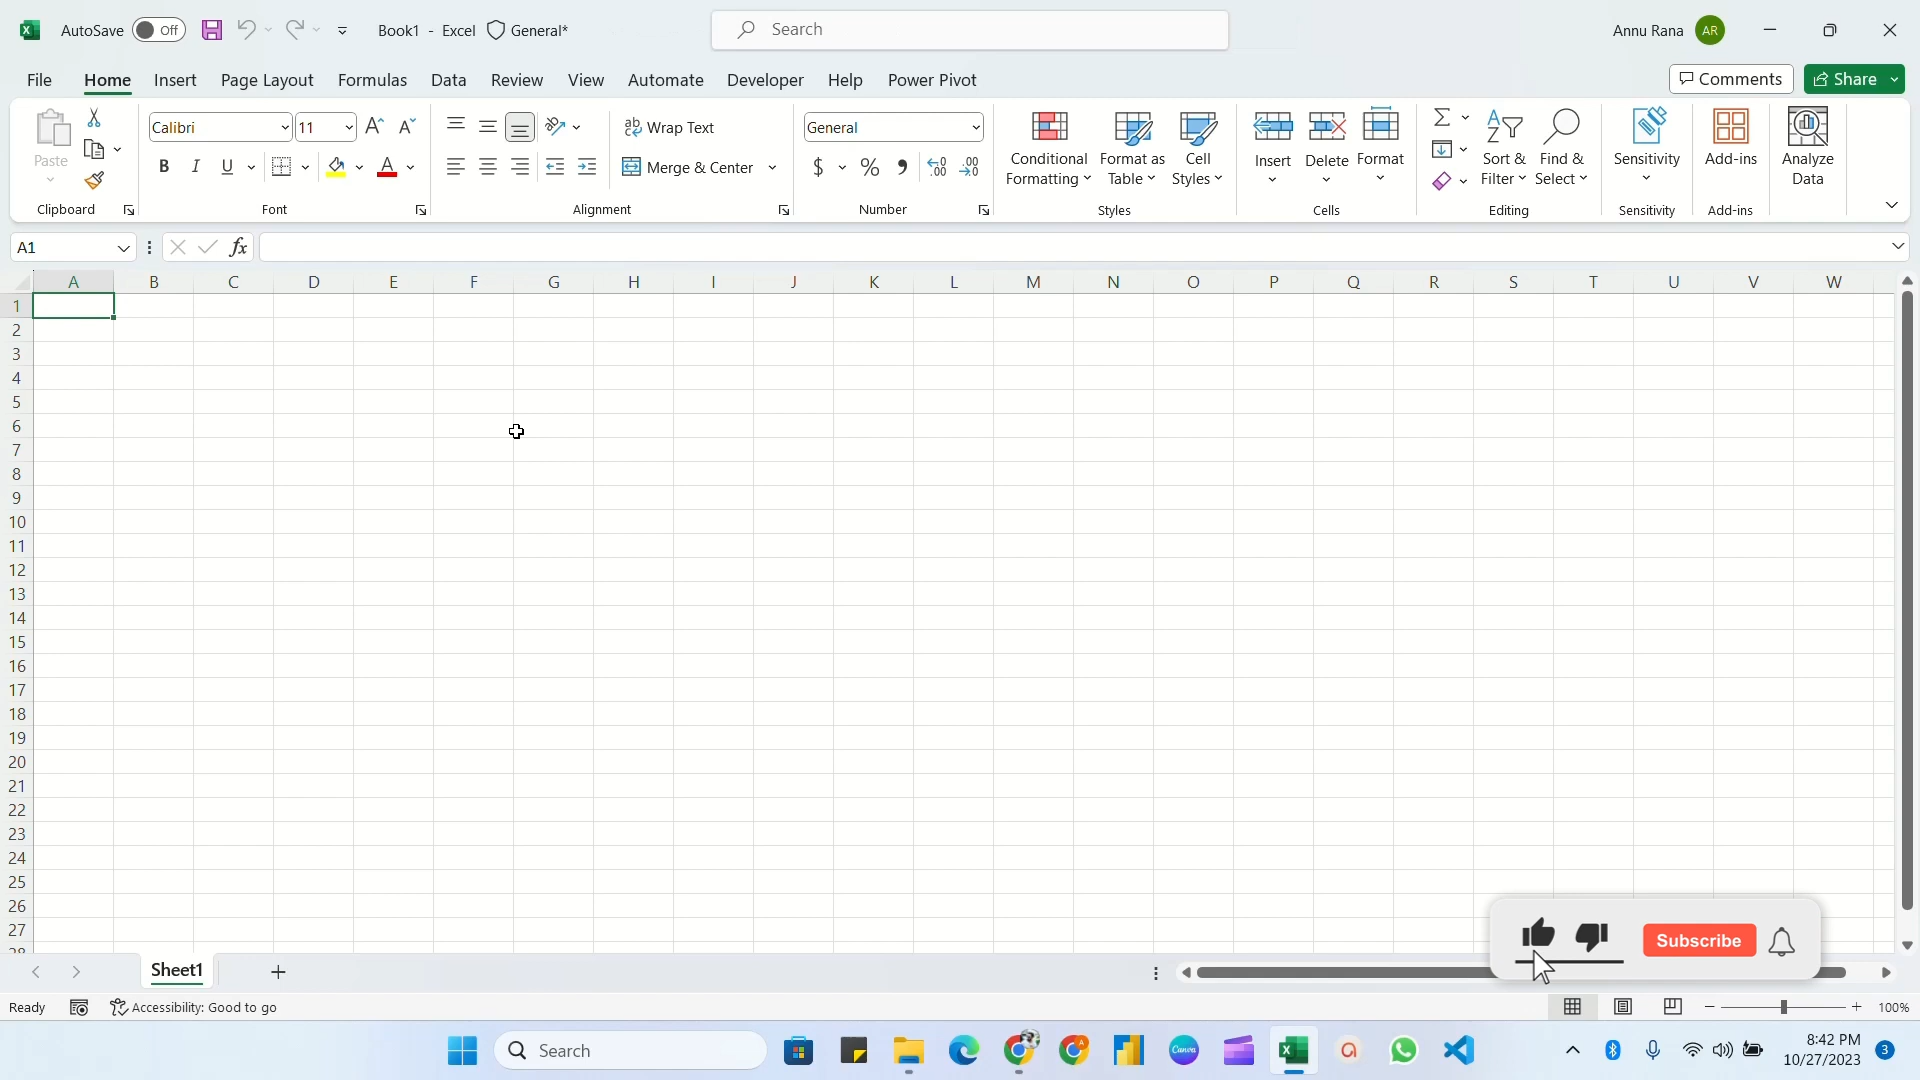 AutoSave Off Book1 - Excel General* Search Annu Rana AR
File Home Insert Page Layout Formulas Data Review View Automate Developer Help Power Pivot Comments Share
Paste Calibri 11 Wrap Text General Conditional Formatting Format as Table Cell Styles Insert Delete Format Sort & Filter Find & Select Sensitivity Add-ins Analyze Data
B I U A Merge & Center $ %
Clipboard Font Alignment Number Styles Cells Editing Sensitivity Add-ins
A1 fx
A B C D E F G H I J K L M N O P Q R S T U V W
1
2
3
4
5
6
7
8
9
10
11
12
13
14
15
16
17
18
19
20
21
22
23
24
25
26
27
28
Subscribe
Sheet1
Ready Accessibility: Good to go 100%
Search Canva 8:42 PM
10/27/2023 3